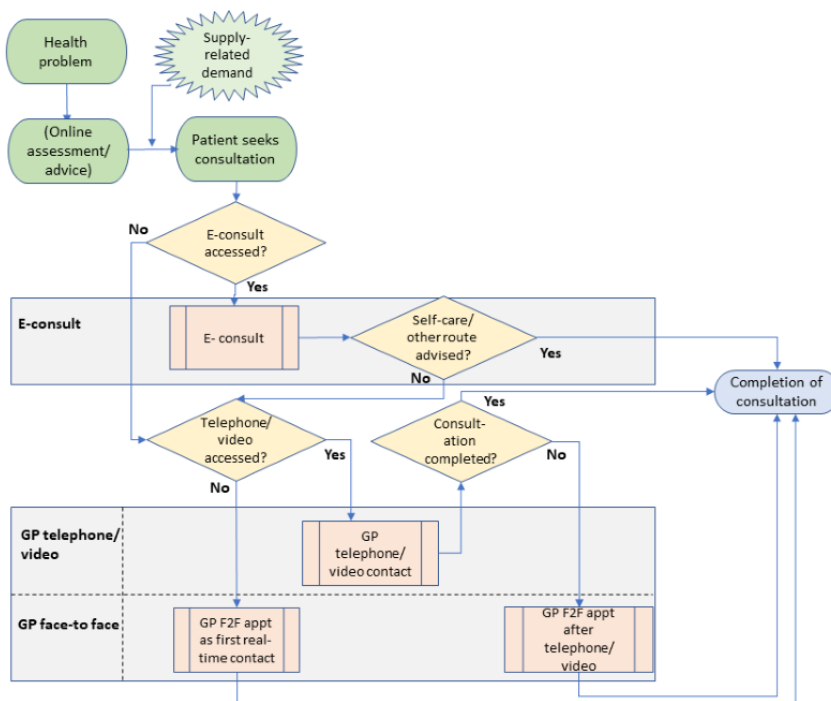 Health
problem
Supply-
related
demand
(Online
assessment/
advice)
Patient seeks
consultation
No
E-consult
accessed?
Yes
E-consult
E- consult
Self-care/
other route
advised?
Yes
No
Completion of
consultation
Telephone/
video
accessed?
Yes
No
Consult-
ation
completed?
Yes
No
GP telephone/
video
GP
telephone/
video contact
GP face-to face
GP F2F appt
as first real-
time contact
GP F2F appt
after
telephone/
video